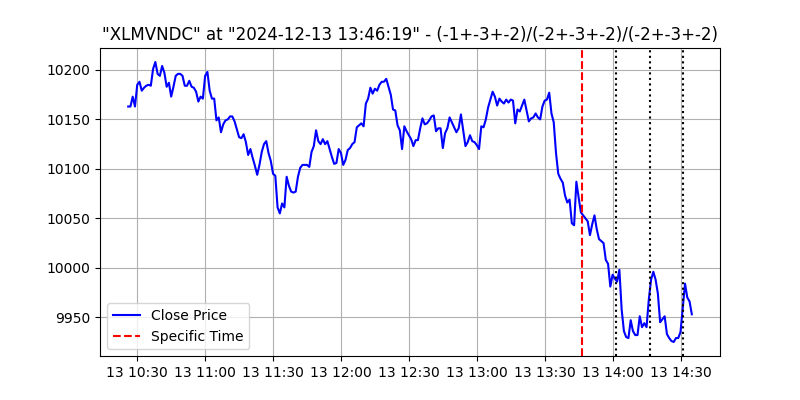 "XLMVNDC" at "2024-12-13 13:46:19" - (-1+-3+-2)/(-2+-3+-2)/(-2+-3+-2)
10200
10150
10100
10050
10000
9950
Close Price
Specific Time
13 10:30 13 11:00 13 11:30 13 12:00 13 12:30 13 13:00 13 13:30 13 14:00 13 14:30